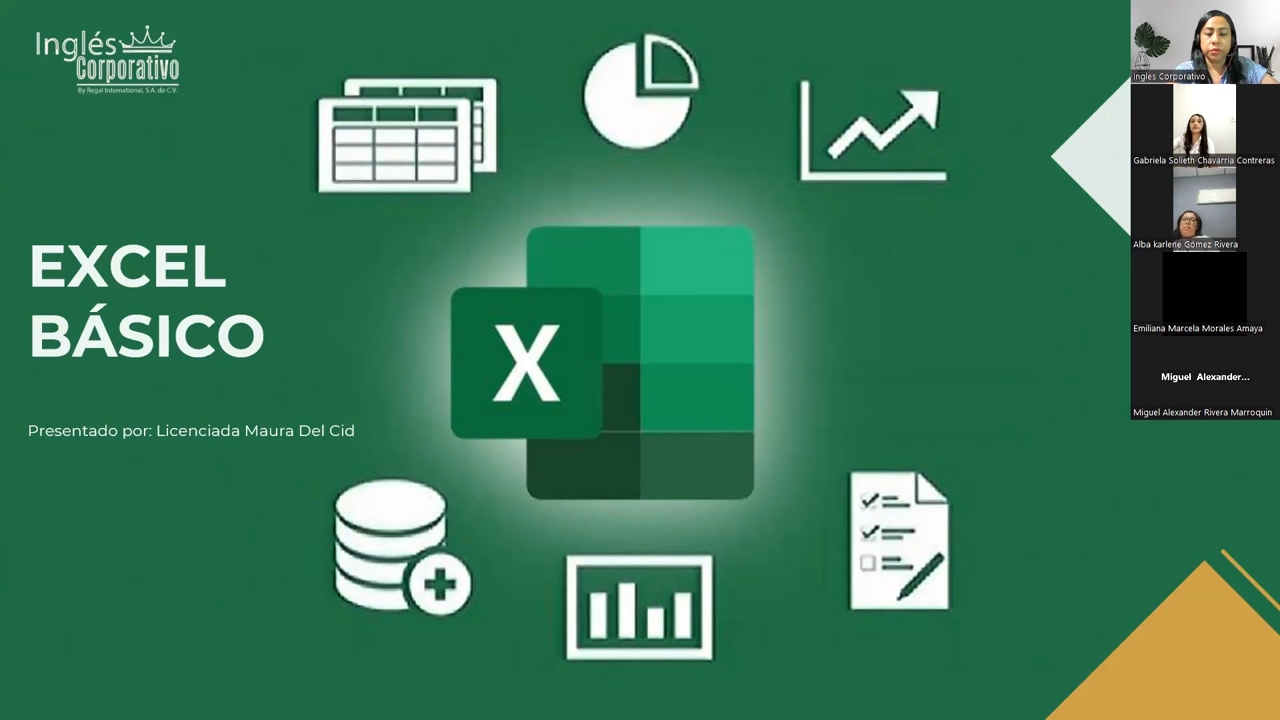 Inglés
Corporativo
By Regal International, S.A. de C.V.
EXCEL
BÁSICO
Presentado por: Licenciada Maura Del Cid
X
Ingles Corporativo
Gabriela Solieth Chavarria Contreras
Alba karlene Gómez Rivera
Emiliana Marcela Morales Amaya
Miguel Alexander...
Miguel Alexander Rivera Marroquin